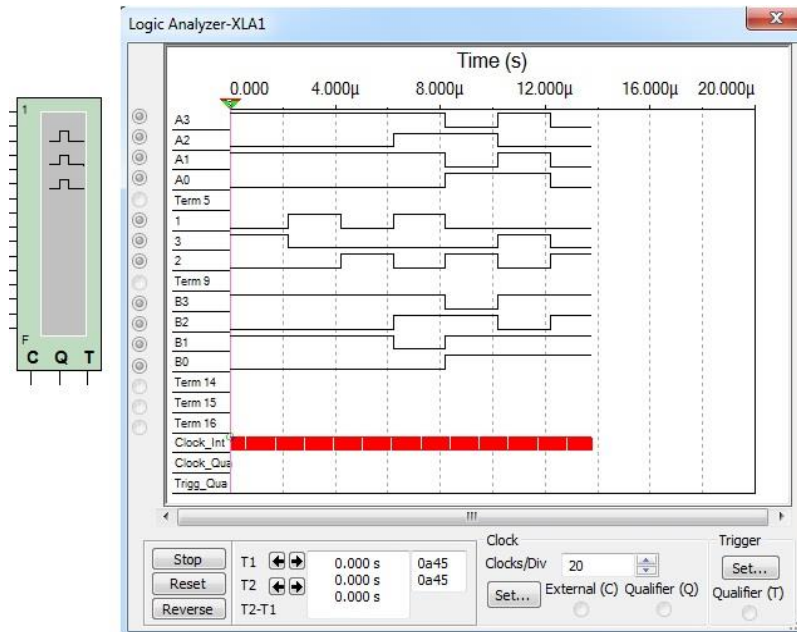 Logic Analyzer-XLA1
x
Time (s)
0.000 4.000µ 8.000µ 12.000µ 16.000µ 20.000µ
A3
A2
A1
A0
Term 5
1
3
2
Term 9
B3
B2
B1
B0
Term 14
Term 15
Term 16
Clock_Int
Clock_Qua
Trigg_Qua
1
F
C Q T
Stop
Reset
Reverse
T1
T2
T2-T1
0.000 s
0.000 s
0.000 s
0a45
0a45
Clock
Clocks/Div 20
Set...
External (C) Qualifier (Q)
Trigger
Set...
Qualifier (T)